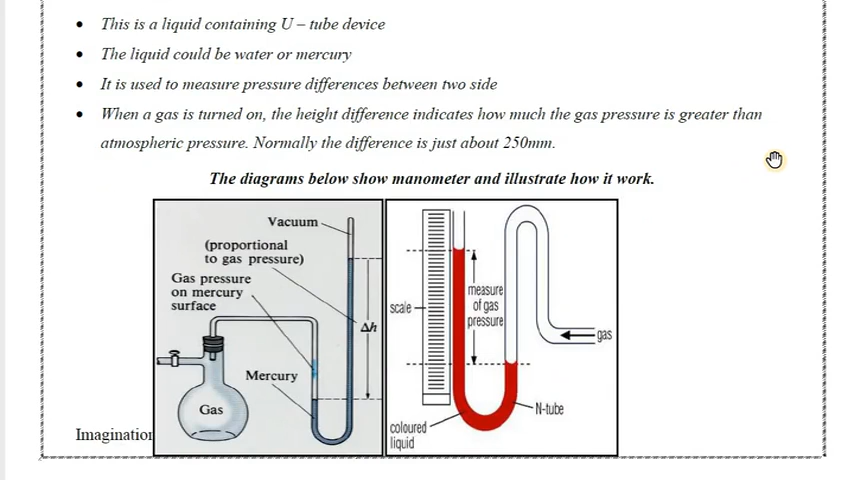 This is a liquid containing U – tube device
The liquid could be water or mercury
It is used to measure pressure differences between two side
When a gas is turned on, the height difference indicates how much the gas pressure is greater than
atmospheric pressure. Normally the difference is just about 250mm.
The diagrams below show manometer and illustrate how it work.
Vacuum
(proportional
to gas pressure)
Gas pressure
on mercury
surface
Δh
Mercury
Gas
scale
measure
of gas
pressure
gas
N-tube
coloured
liquid
Imagination